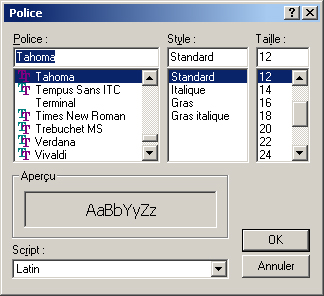 Police
Police : Style : Taille :
Tahoma Standard 12
Tahoma Standard 12
Tempus Sans ITC Italique 14
Terminal Gras 16
Times New Roman Gras italique 18
Trebuchet MS 20
Verdana 22
Vivaldi 24
Aperçu
AaBbYyZz
Script :
Latin
OK
Annuler